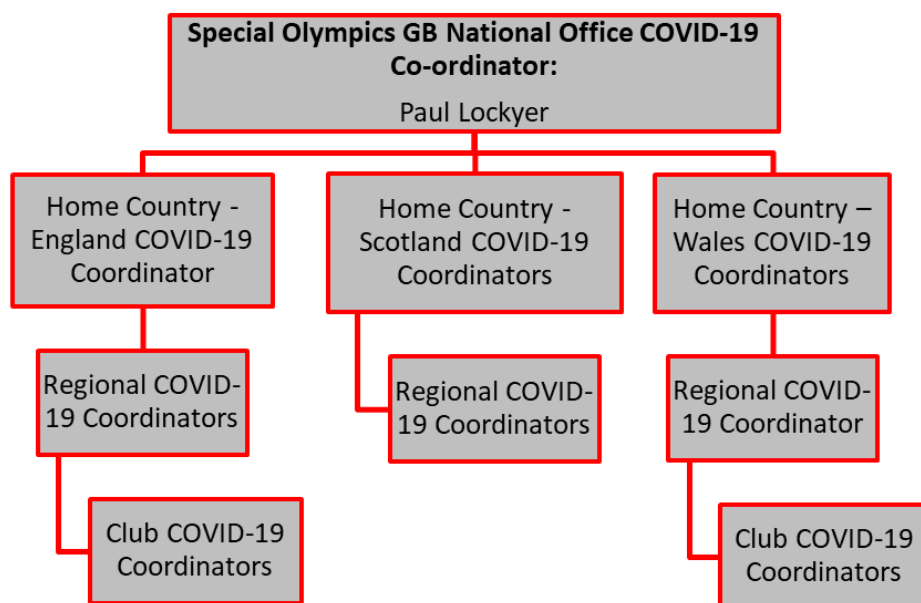 Special Olympics GB National Office COVID-19
Co-ordinator:
Paul Lockyer
Home Country -
England COVID-19
Coordinator
Home Country -
Scotland COVID-19
Coordinators
Home Country –
Wales COVID-19
Coordinators
Regional COVID-
19 Coordinators
Regional COVID-
19 Coordinators
Regional COVID-
19 Coordinator
Club COVID-19
Coordinators
Club COVID-19
Coordinators